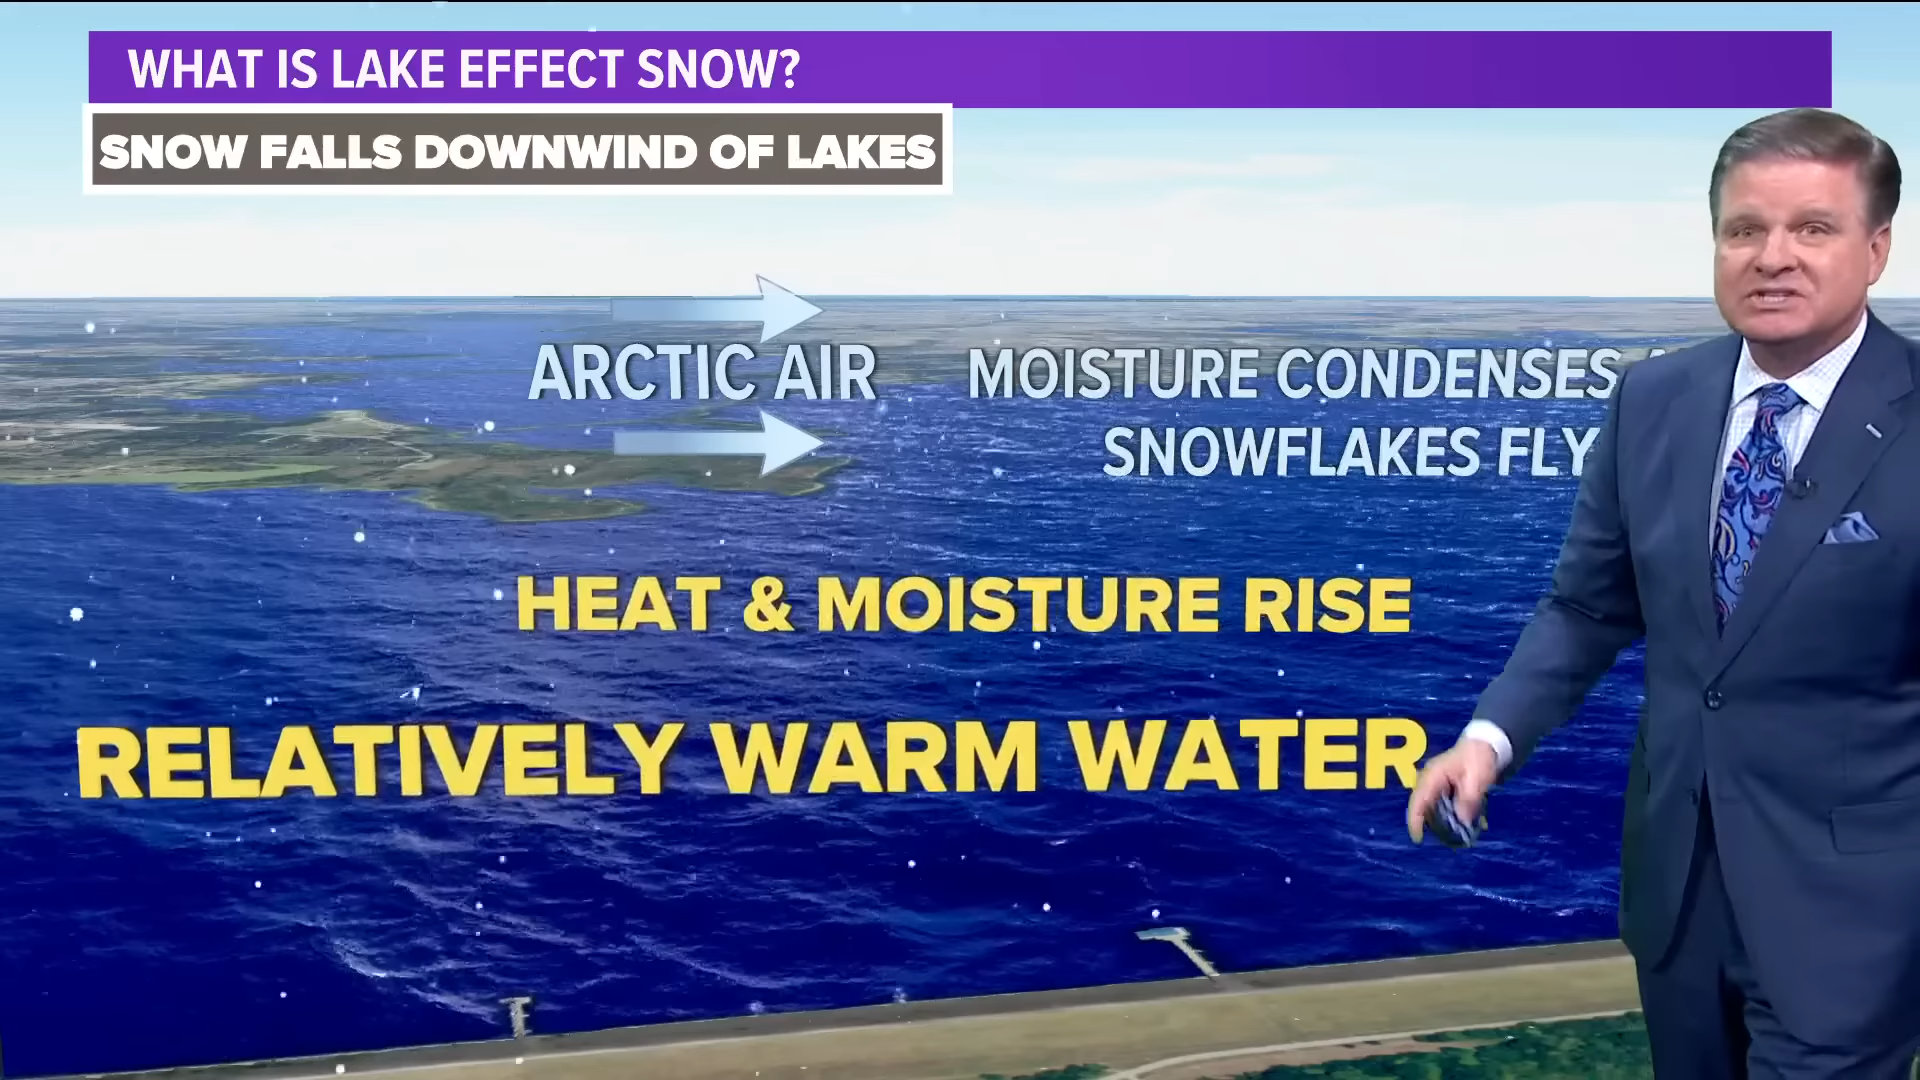 WHAT IS LAKE EFFECT SNOW?
SNOW FALLS DOWNWIND OF LAKES
ARCTIC AIR
MOISTURE CONDENSES
SNOWFLAKES FLY
HEAT & MOISTURE RISE
RELATIVELY WARM WATER